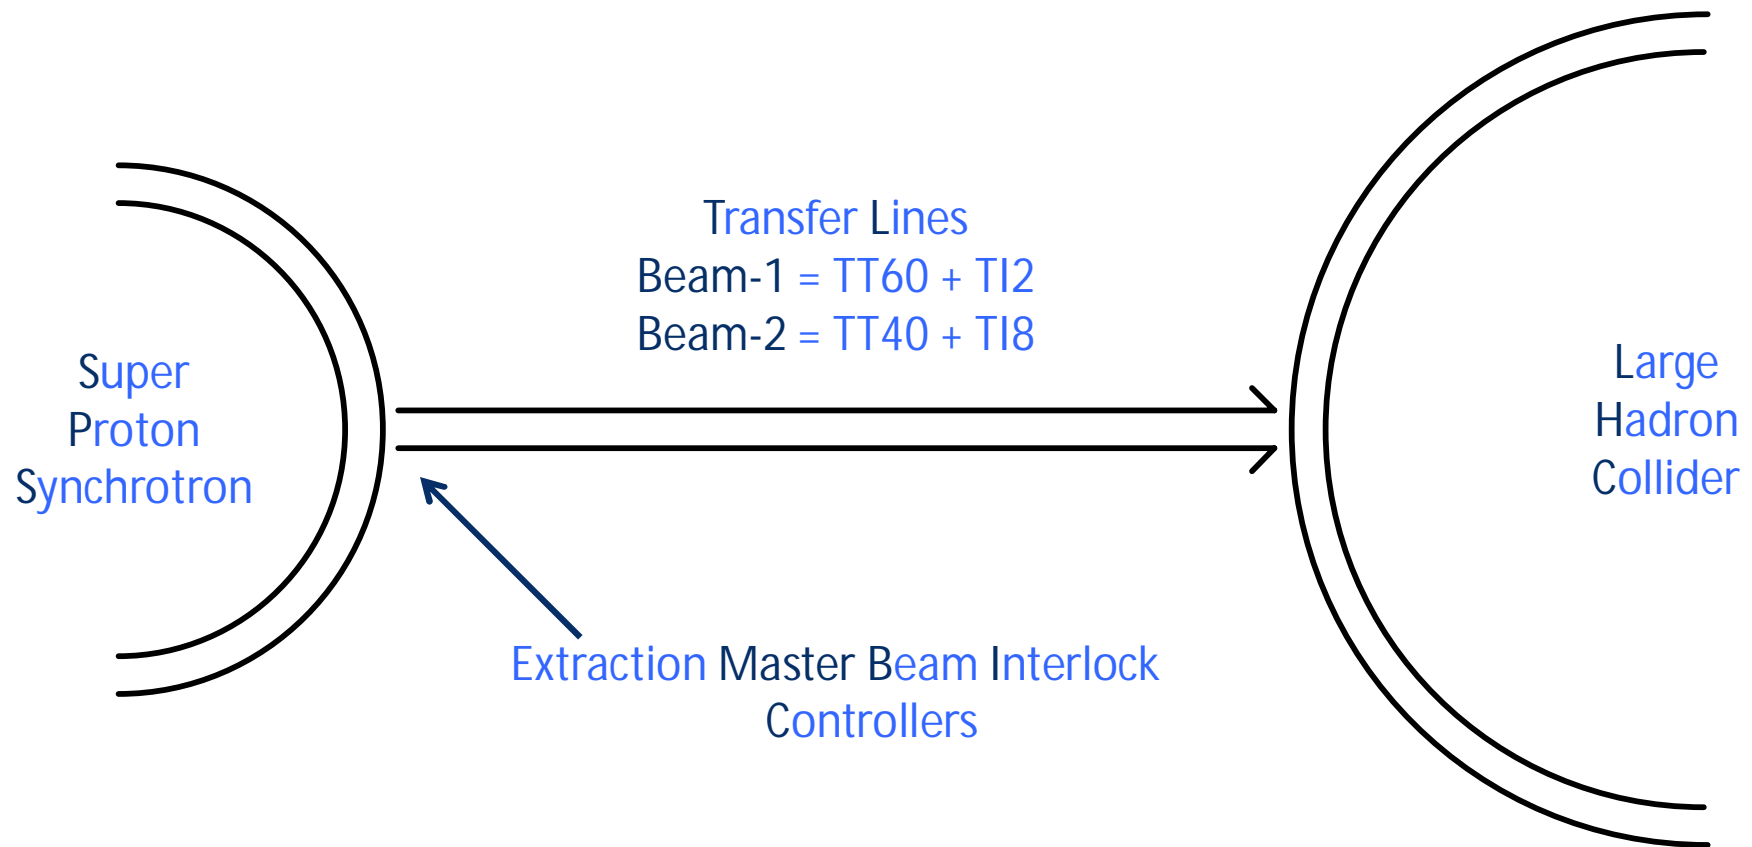 Transfer Lines
Beam-1 = TT60 + TI2
Beam-2 = TT40 + TI8
Super
Proton
Synchrotron
Large
Hadron
Collider
Extraction Master Beam Interlock
Controllers